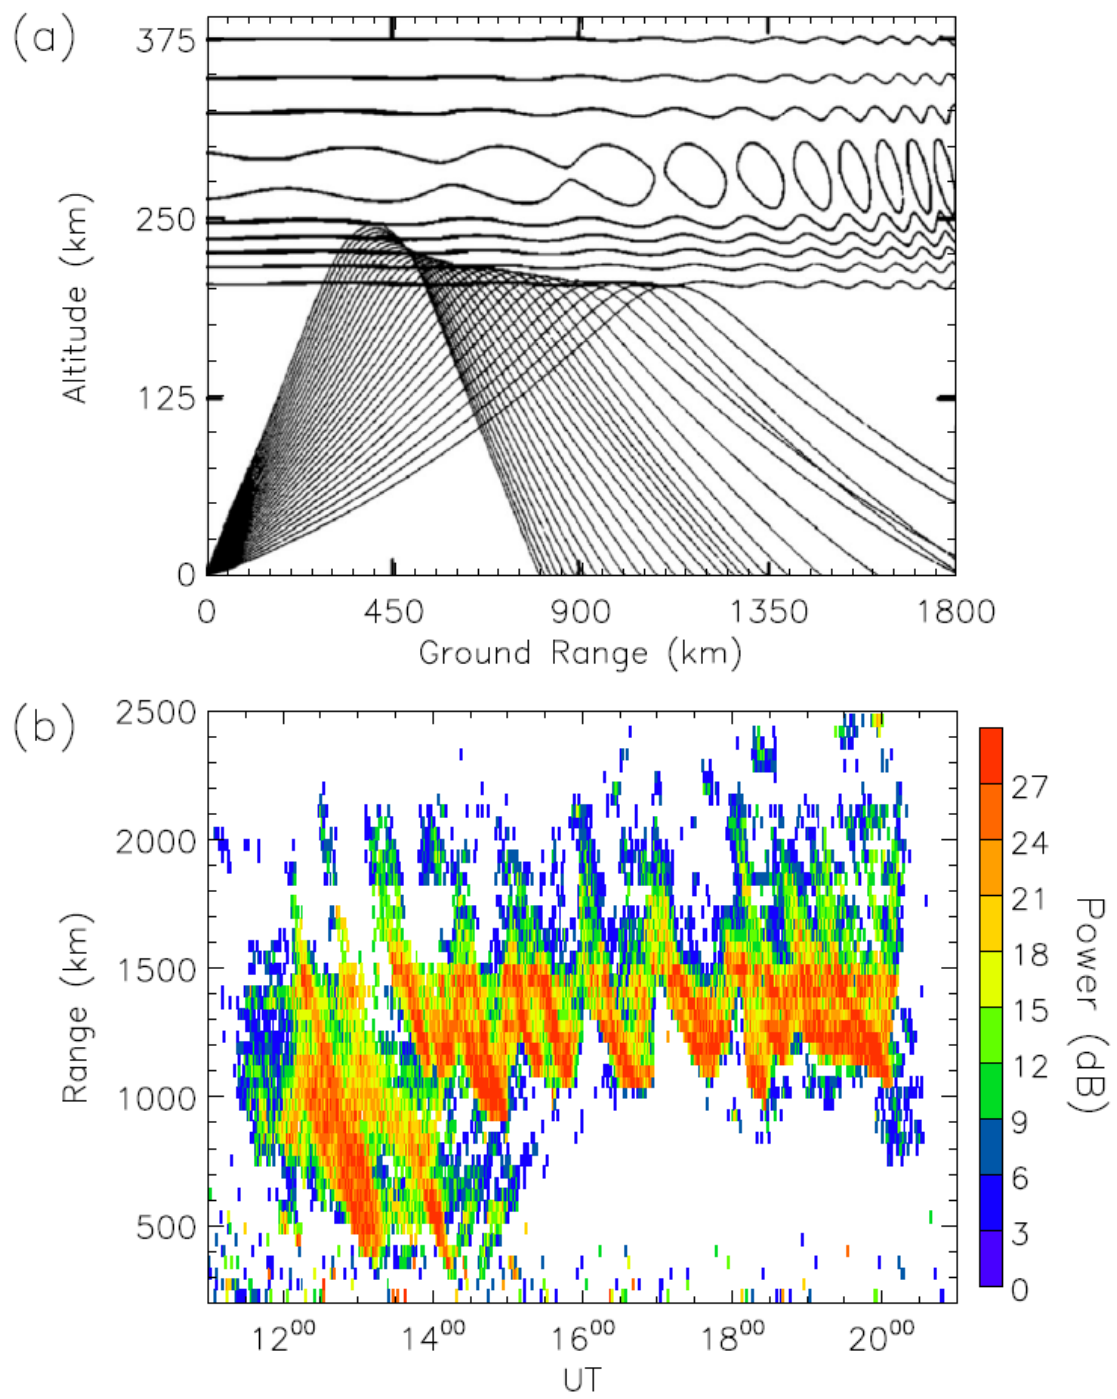 (a)
375
250
125
0
Altitude (km)
0 450 900 1350 1800
Ground Range (km)
(b)
2500
2000
1500
1000
500
Range (km)
12⁰⁰ 14⁰⁰ 16⁰⁰ 18⁰⁰ 20⁰⁰
UT
27
24
21
18
15
12
9
6
3
0
Power (dB)